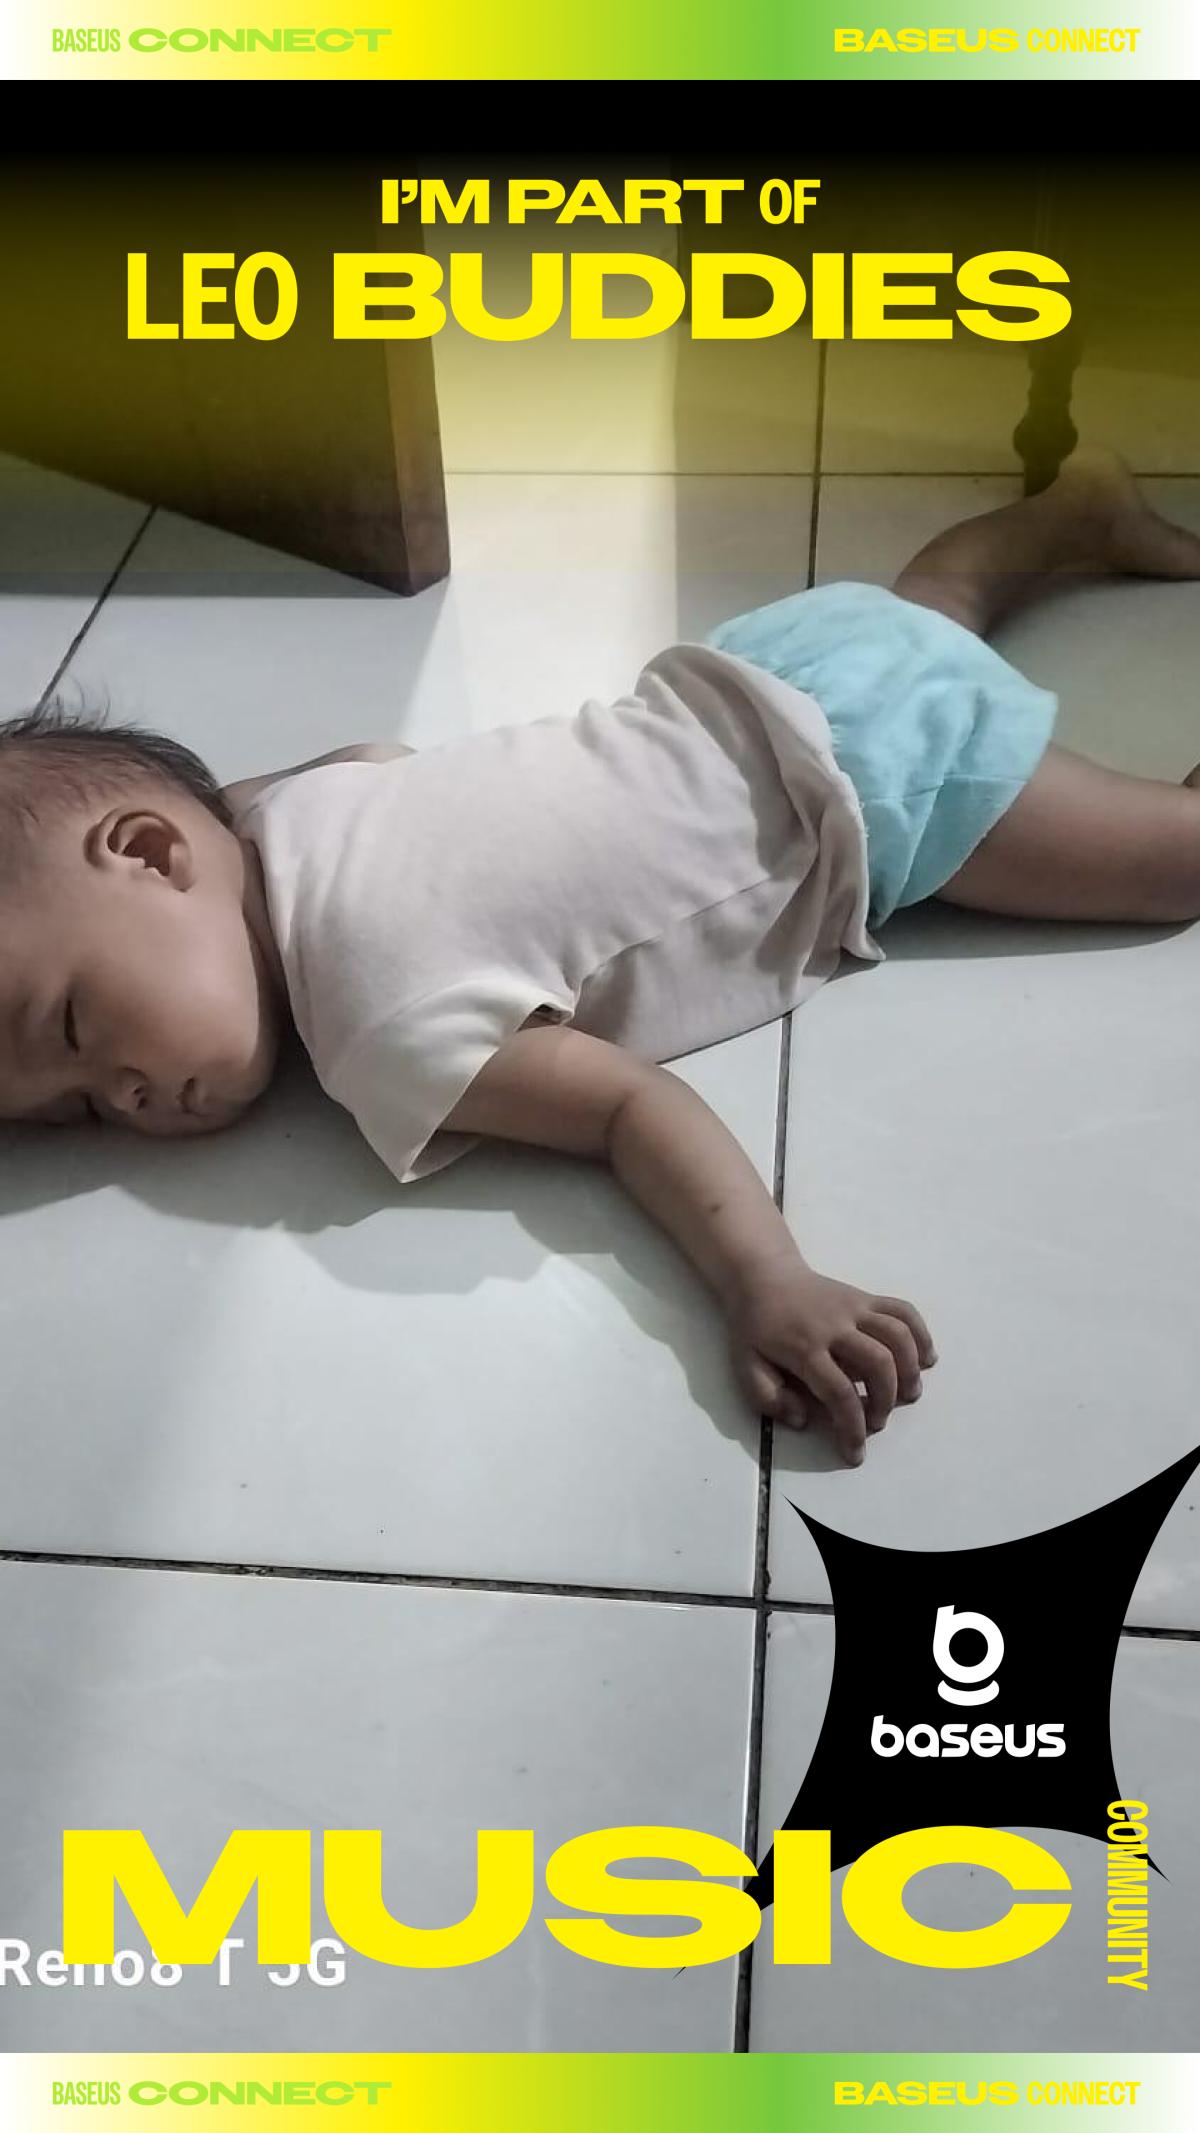 BASEUS CONNECT BASEUS CONNECT
I'M PART OF
LEO BUDDIES
baseus
MUSIC
COMMUNITY
Reno8 T 5G
BASEUS CONNECT BASEUS CONNECT